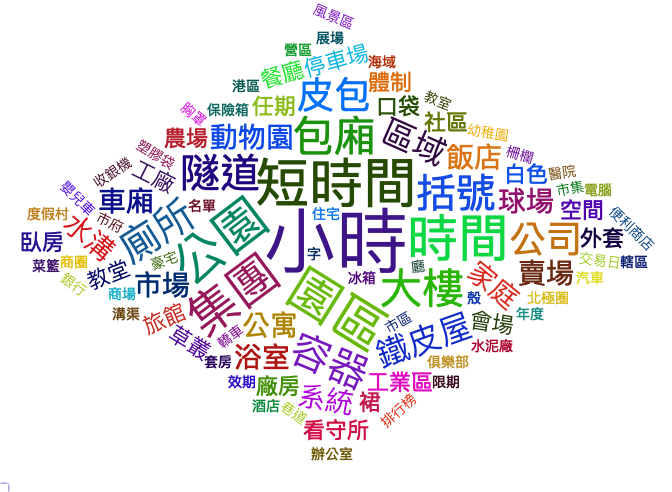 風景區
展場
營區
停車場
海域
餐廳
體制
港區
皮包
保險箱
任期
口袋
教室
胸罩
社區
農場
動物園
包廂
區域
幼稚園
塑膠袋
柵欄
飯店
收銀機
工廠
隧道
短時間
白色
醫院
嬰兒車
車廂
名單
括號
球場
市集
電腦
度假村
市府
水溝
廁所
公園
住宅
空間
便利商店
臥房
小時
時間
公司
外套
字
菜籃
商圈
教堂
豪宅
集團
廳
交易日
轄區
銀行
市場
冰箱
大樓
家庭
賣場
汽車
商場
園區
殼
北極圈
溝渠
旅館
轎車
公寓
市區
會場
年度
草叢
鐵皮屋
水泥廠
套房
浴室
容器
俱樂部
效期
廠房
工業區
限期
系統
裙
酒店
巷道
排行榜
看守所
辦公室